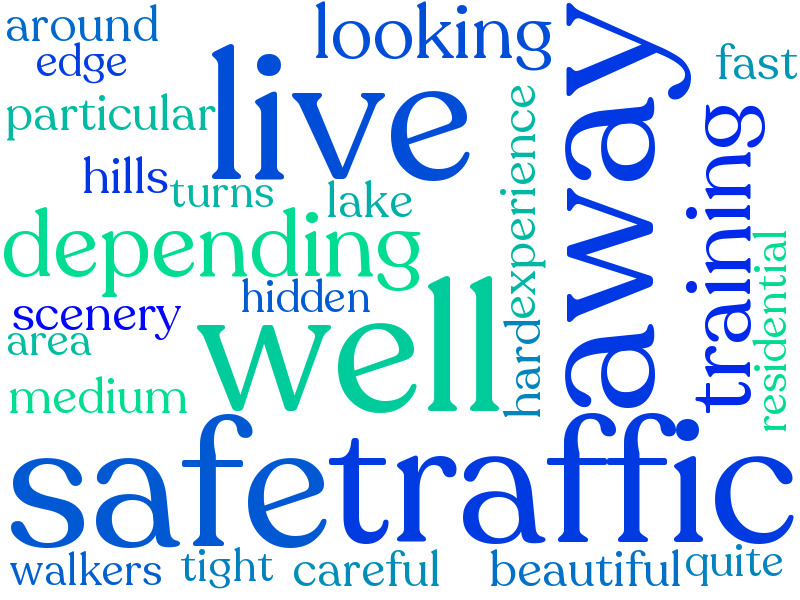 around
looking
away
edge
fast
live
particular
experience
training
hills
turns
lake
depending
residential
hidden
scenery
well
area
hard
medium
safe
traffic
walkers
tight
careful
beautiful
quite